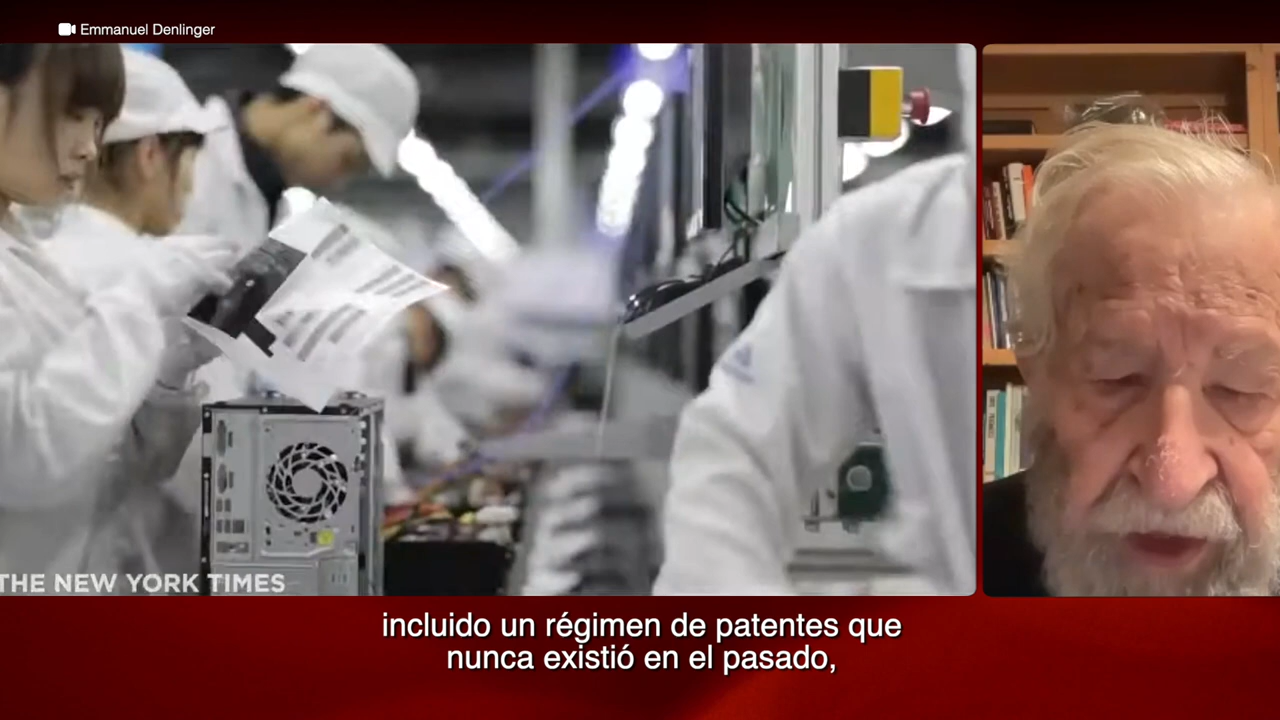 Emmanuel Denlinger
THE NEW YORK TIMES
incluido un régimen de patentes que
nunca existió en el pasado,